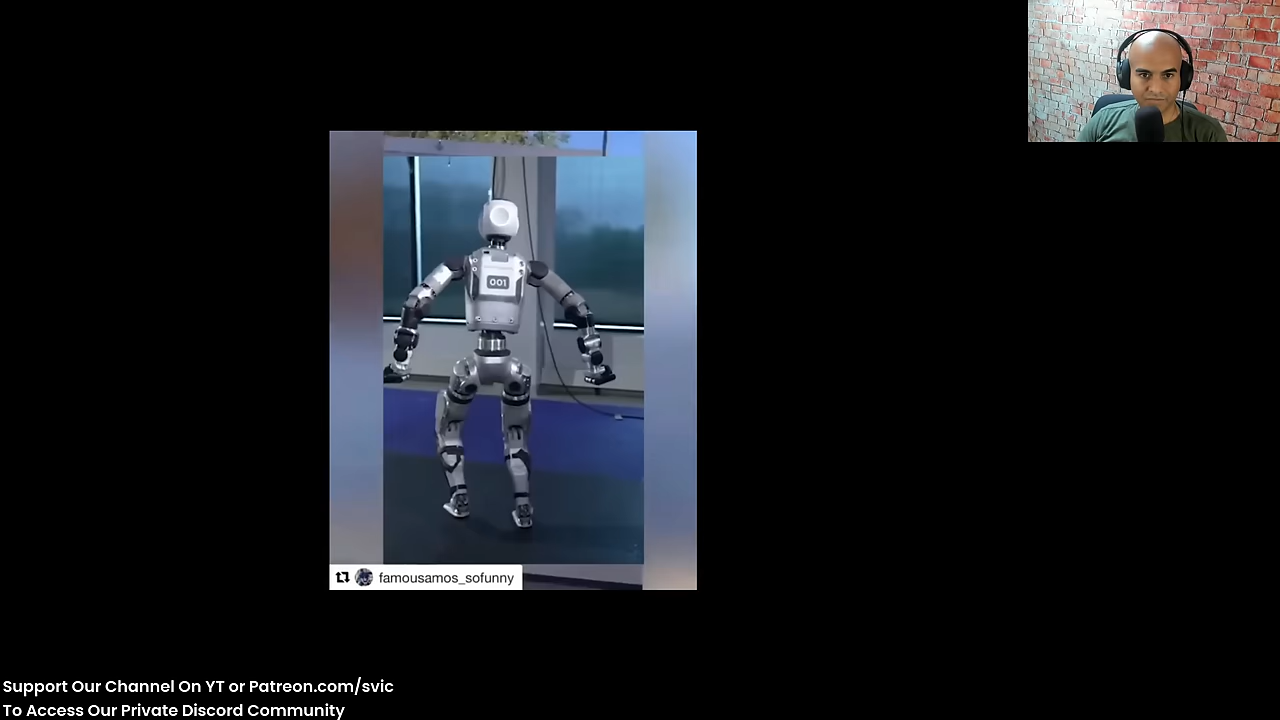 001
famousamos_sofunny
Support Our Channel On YT or Patreon.com/svic
To Access Our Private Discord Community